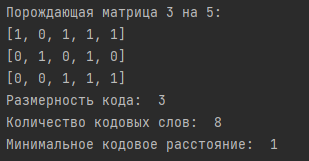 Порождающая матрица 3 на 5:
[1, 0, 1, 1, 1]
[0, 1, 0, 1, 0]
[0, 0, 1, 1, 1]
Размерность кода:  3
Количество кодовых слов:  8
Минимальное кодовое расстояние:  1